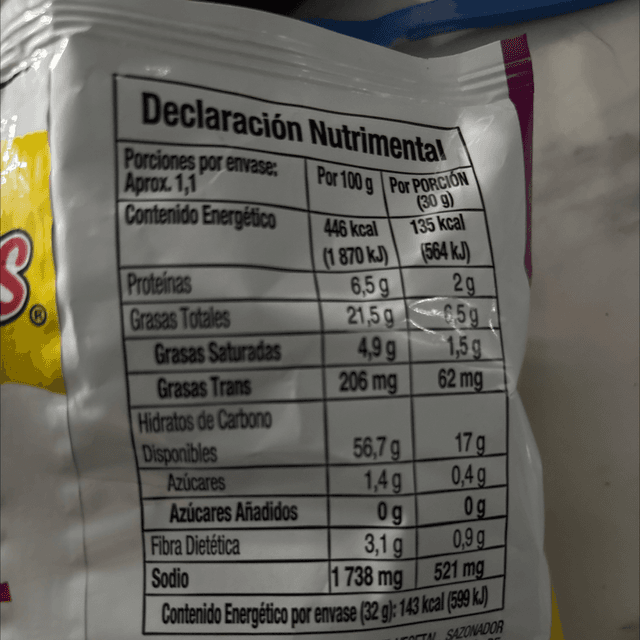 Declaración Nutrimental
Porciones por envase: Por 100 g Por PORCIÓN
Aprox. 1,1 (30 g)
Contenido Energético 446 kcal 135 kcal
(1 870 kJ) (564 kJ)
Proteínas 6,5 g 2 g
Grasas Totales 21,5 g 6,5 g
Grasas Saturadas 4,9 g 1,5 g
Grasas Trans 206 mg 62 mg
Hidratos de Carbono
Disponibles 56,7 g 17 g
Azúcares 1,4 g 0,4 g
Azúcares Añadidos 0 g 0 g
Fibra Dietética 3,1 g 0,9 g
Sodio 1 738 mg 521 mg
Contenido Energético por envase (32 g): 143 kcal (599 kJ)
SAZONADOR
S®